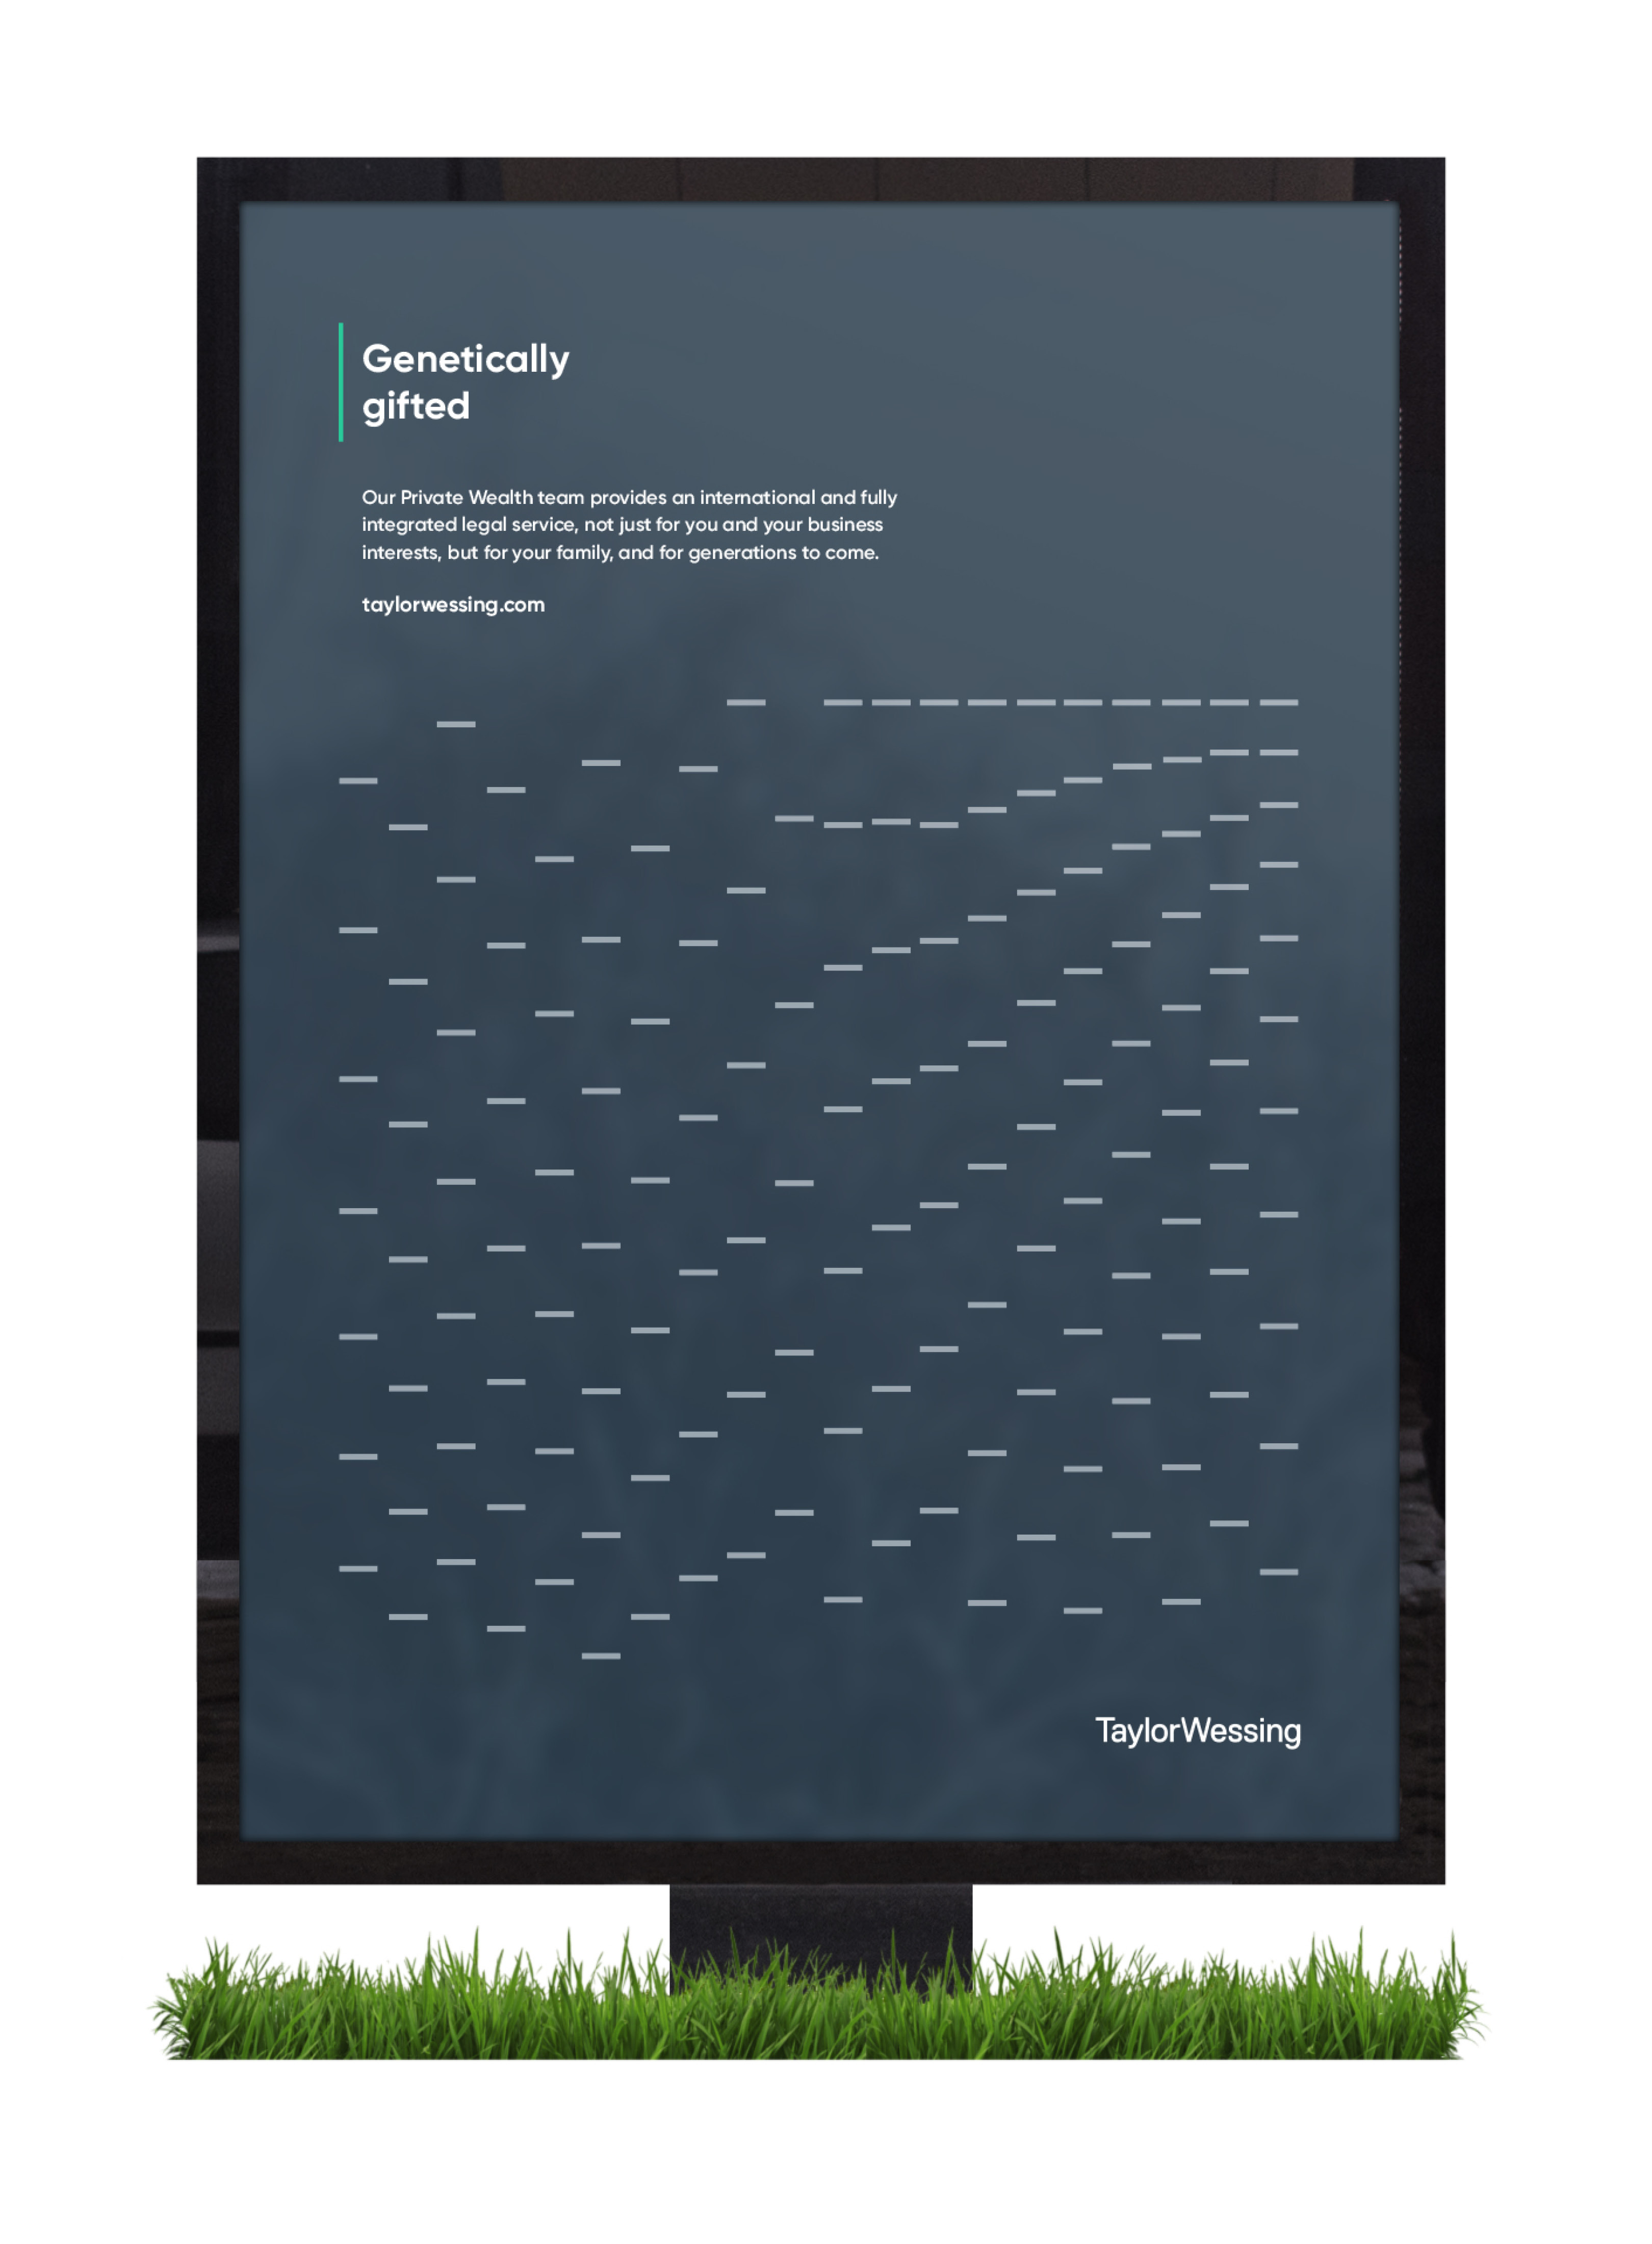 Genetically
gifted
Our Private Wealth team provides an international and fully
integrated legal service, not just for you and your business
interests, but for your family, and for generations to come.
taylorwessing.com
TaylorWessing